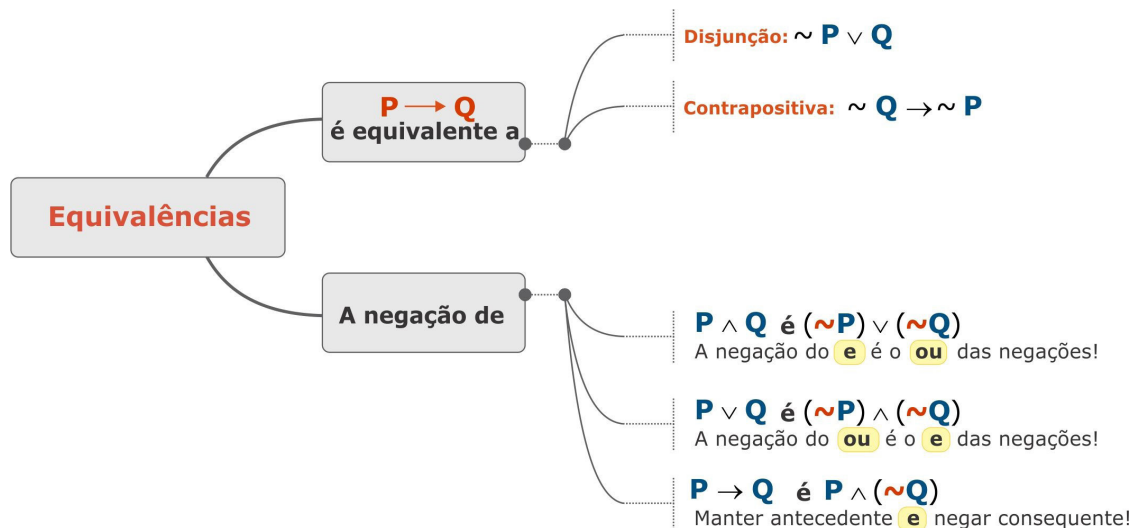 Equivalências
P → Q
é equivalente a
Disjunção: ~ P ∨ Q
Contrapositiva: ~ Q → ~ P
A negação de
P ∧ Q é (~P) ∨ (~Q)
A negação do e é o ou das negações!
P ∨ Q é (~P) ∧ (~Q)
A negação do ou é o e das negações!
P → Q é P ∧ (~Q)
Manter antecedente e negar consequente!